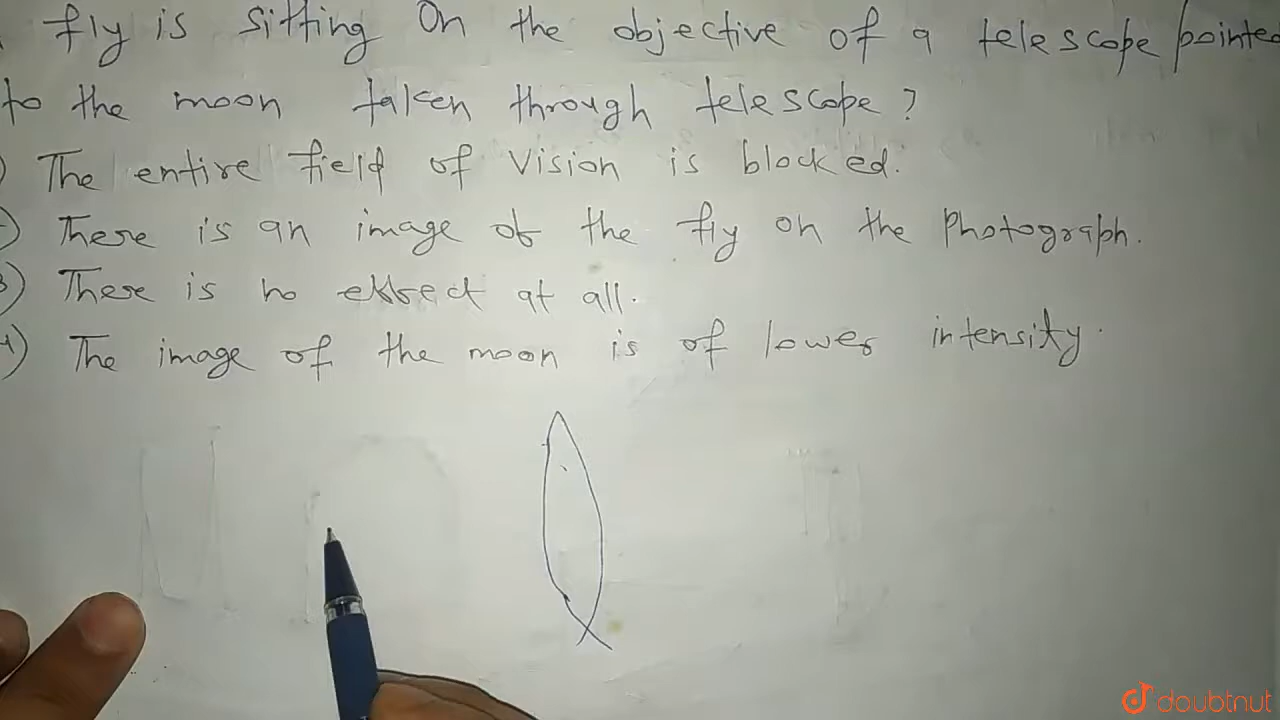 fly is sitting on the objective of a telescope pointed
to the moon taken through telescope?
) The entire field of vision is blocked.
) There is an image of the fly on the photograph.
3) There is no effect at all.
4) The image of the moon is of lower intensity.
doubtnut